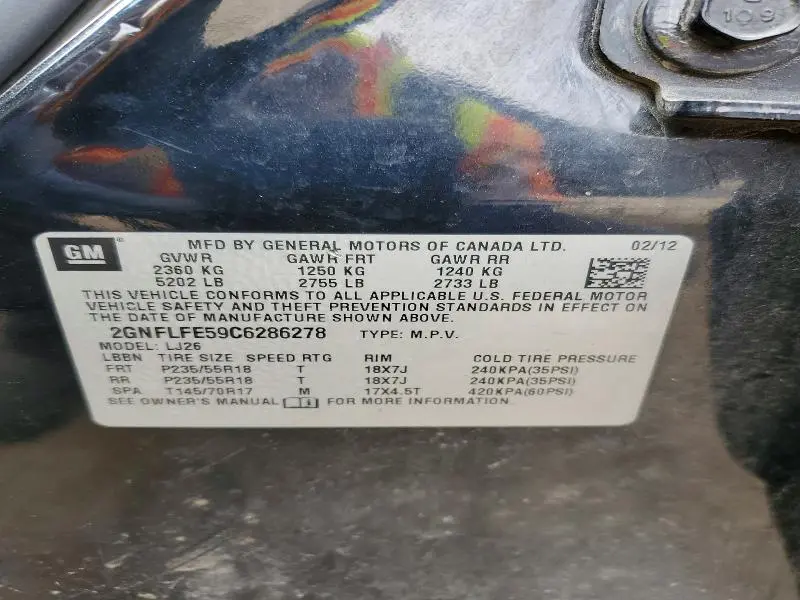 109
GM® MFD BY GENERAL MOTORS OF CANADA LTD. 02/12
GVWR GAWR FRT GAWR RR
2360 KG 1250 KG 1240 KG
5202 LB 2755 LB 2733 LB
THIS VEHICLE CONFORMS TO ALL APPLICABLE U.S. FEDERAL MOTOR
VEHICLE SAFETY AND THEFT PREVENTION STANDARDS IN EFFECT ON
THE DATE OF MANUFACTURE SHOWN ABOVE.
2GNFLFE59C6286278 TYPE: M.P.V.
MODEL: LJ26
LBBN TIRE SIZE SPEED RTG RIM COLD TIRE PRESSURE
FRT P235/55R18 T 18X7J 240KPA(35PSI)
RR P235/55R18 T 18X7J 240KPA(35PSI)
SPA T145/70R17 M 17X4.5T 420KPA(60PSI)
SEE OWNER'S MANUAL FOR MORE INFORMATION.